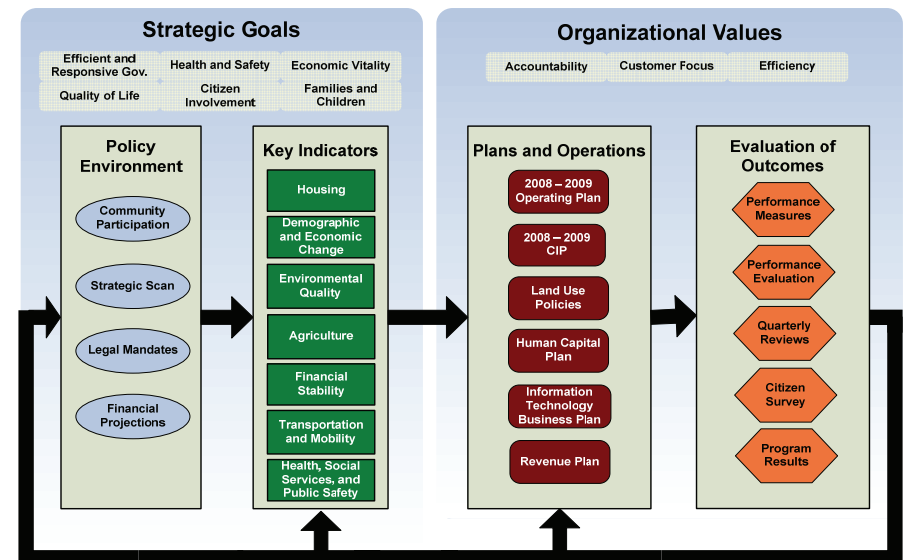 Strategic Goals
Efficient and
Responsive Gov.
Health and Safety
Economic Vitality
Quality of Life
Citizen
Involvement
Families and
Children
Policy
Environment
Community
Participation
Strategic Scan
Legal Mandates
Financial
Projections
Key Indicators
Housing
Demographic
and Economic
Change
Environmental
Quality
Agriculture
Financial
Stability
Transportation
and Mobility
Health, Social
Services, and
Public Safety
Organizational Values
Accountability
Customer Focus
Efficiency
Plans and Operations
2008 – 2009
Operating Plan
2008 – 2009
CIP
Land Use
Policies
Human Capital
Plan
Information
Technology
Business Plan
Revenue Plan
Evaluation of
Outcomes
Performance
Measures
Performance
Evaluation
Quarterly
Reviews
Citizen
Survey
Program
Results